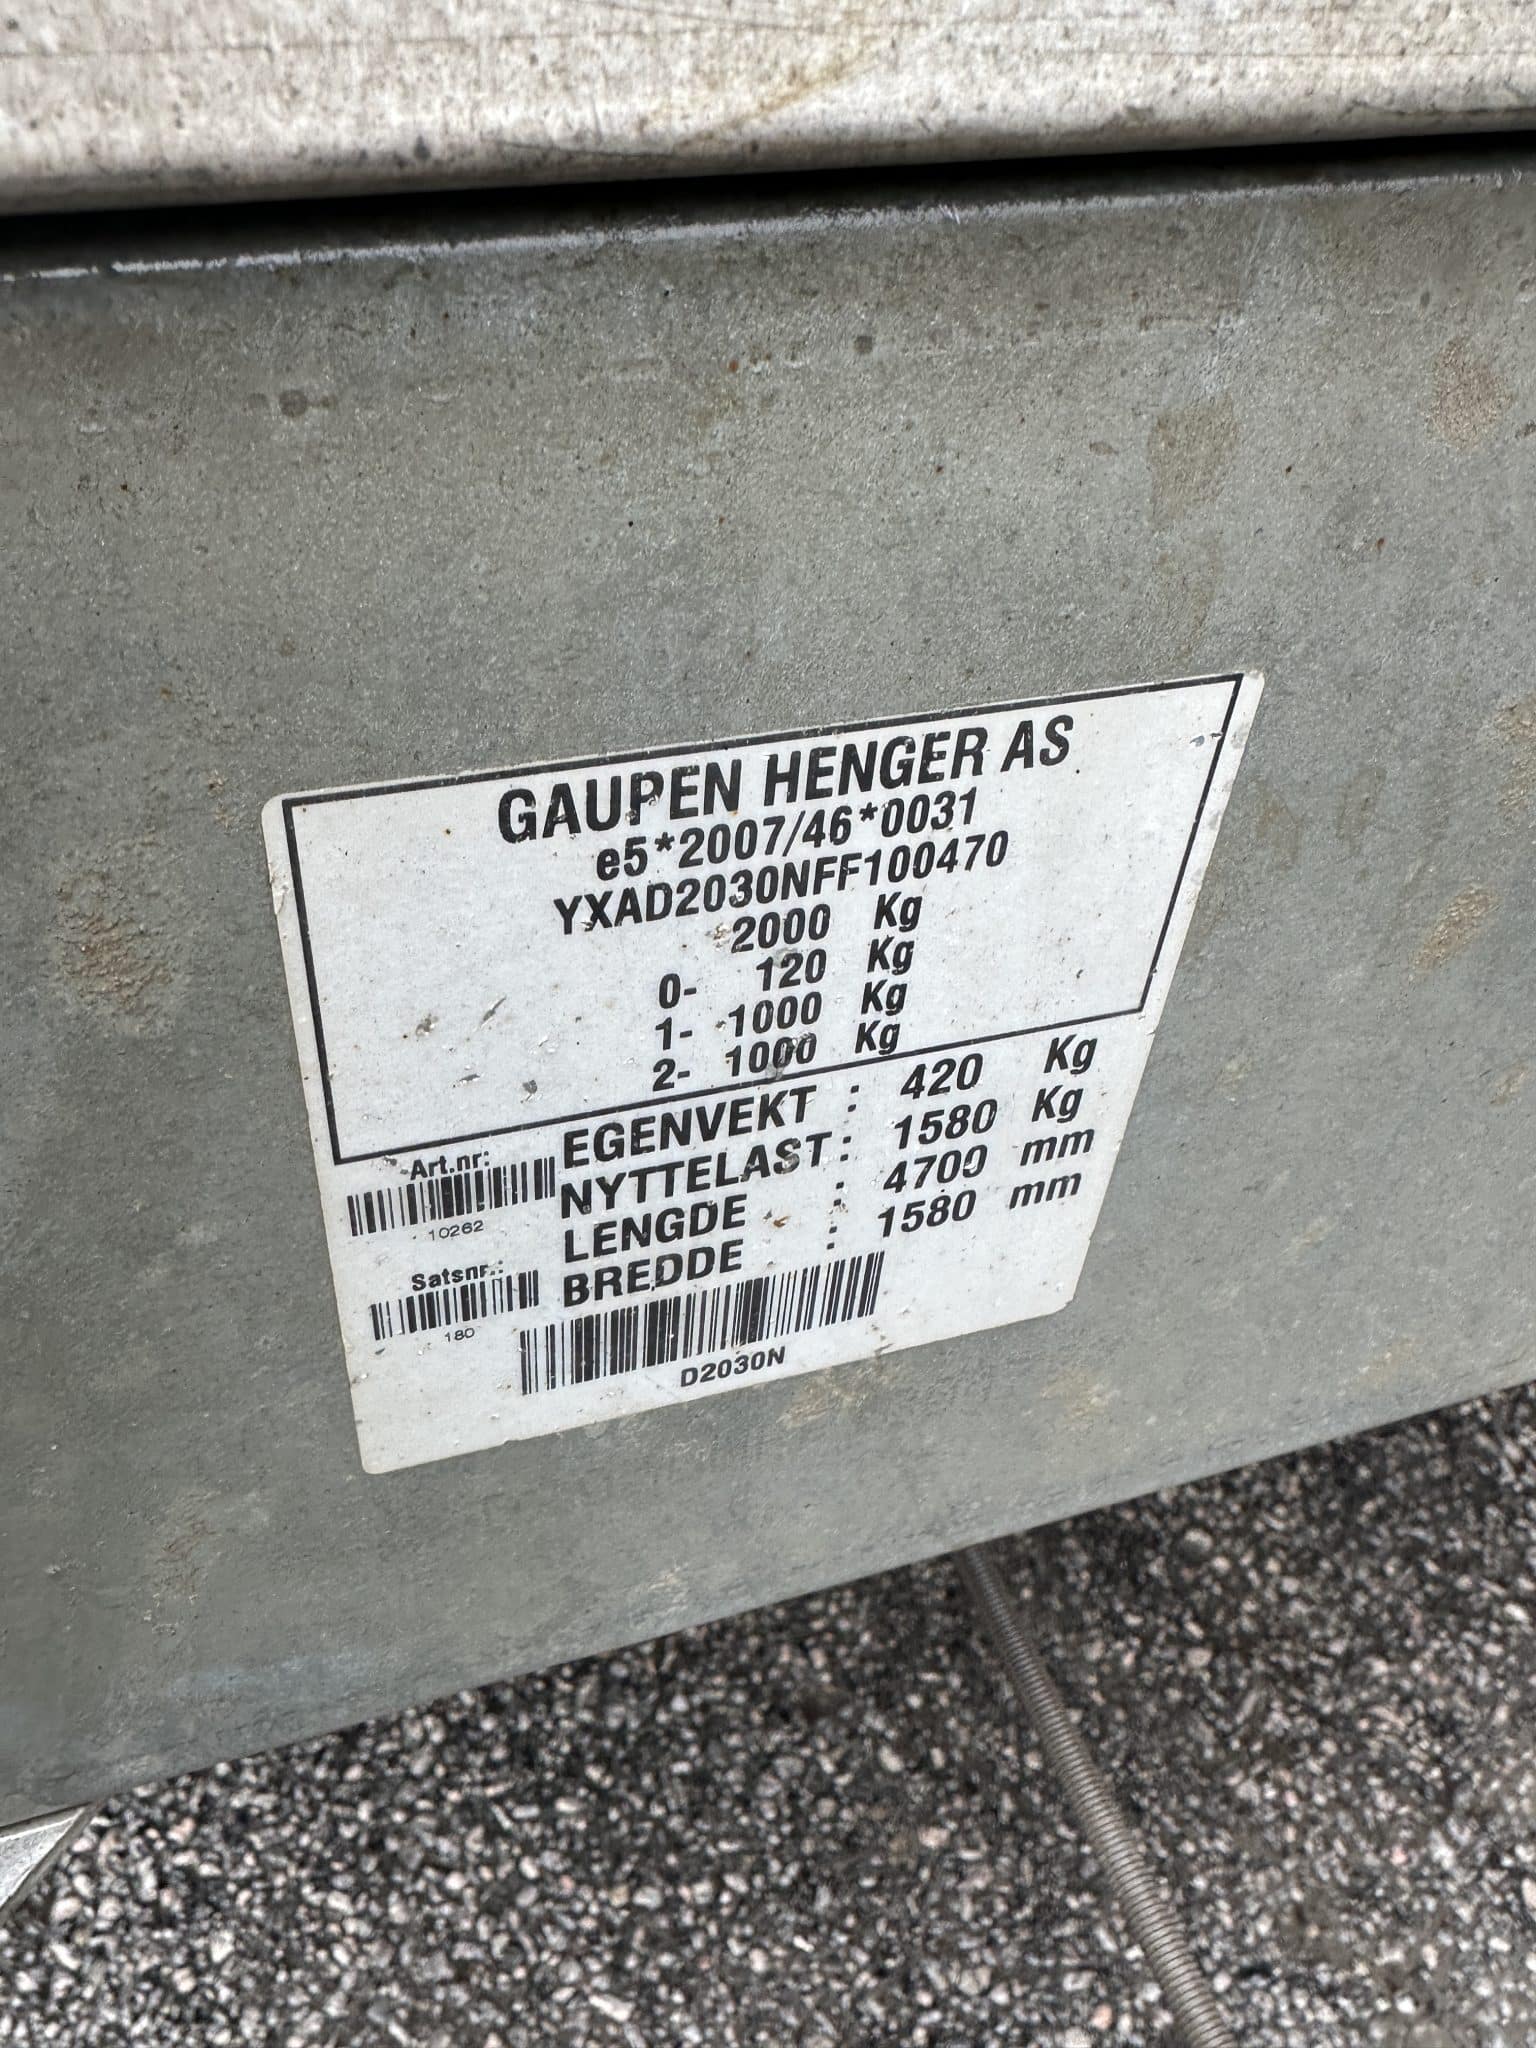 GAUPEN HENGER AS
e5*2007/46*0031
YXAD2030NFF100470
2000 Kg
0- 120 Kg
1- 1000 Kg
2- 1000 Kg
EGENVEKT : 420 Kg
NYTTELAST : 1580 Kg
LENGDE : 4700 mm
BREDDE : 1580 mm
Art.nr:
10262
Satsnr.:
180
D2030N